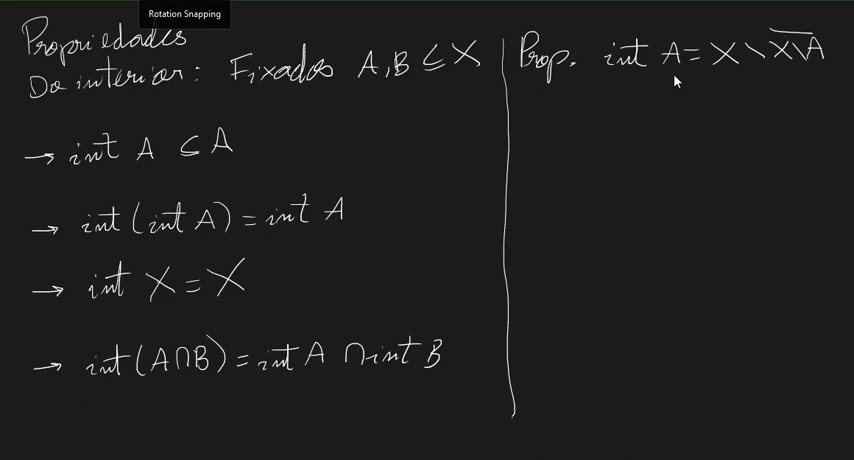 Rotation Snapping
Propriedades
Do interior: Fixados A, B ⊆ X
→ int A ⊆ A
→ int (int A) = int A
→ int X = X
→ int (A∩B) = int A ∩ int B
Prop. int A = X \ \overline{X \ A}